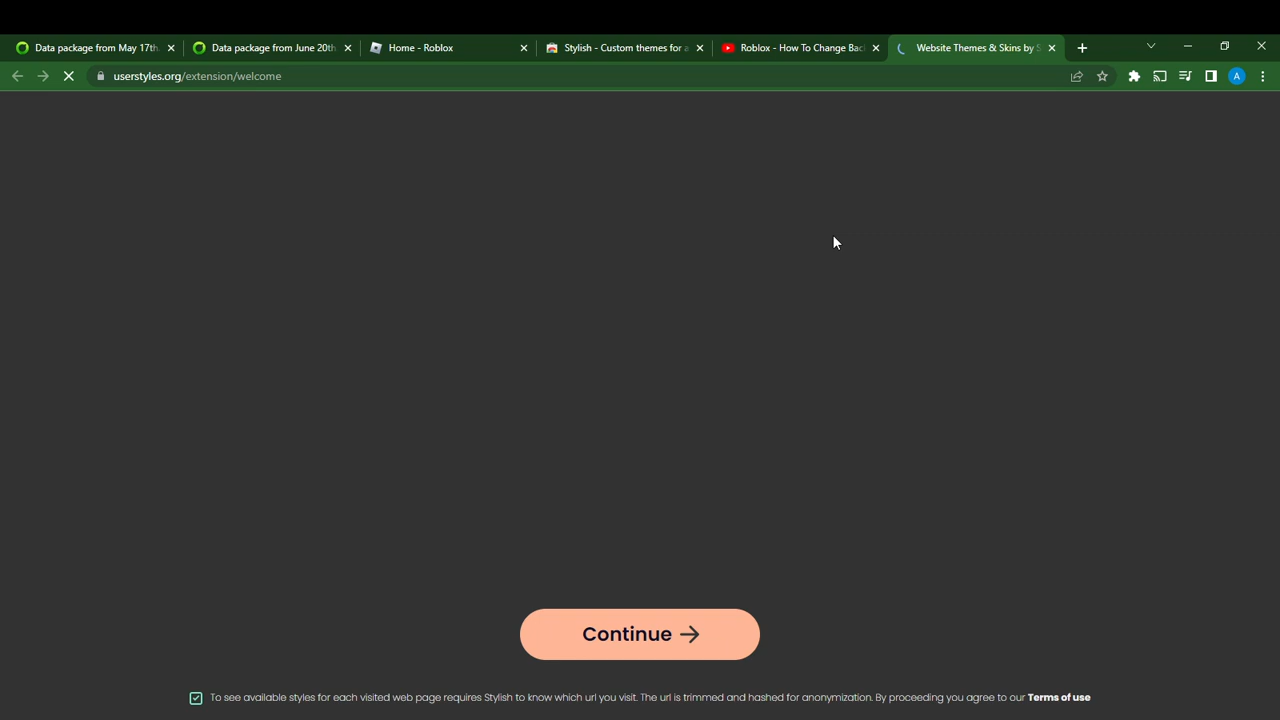 Data package from May 17th
Data package from June 20th
Home - Roblox
Stylish - Custom themes for a
Roblox - How To Change Bac
Website Themes & Skins by S
userstyles.org/extension/welcome
A
Continue
To see available styles for each visited web page requires Stylish to know which url you visit. The url is trimmed and hashed for anonymization. By proceeding you agree to our Terms of use